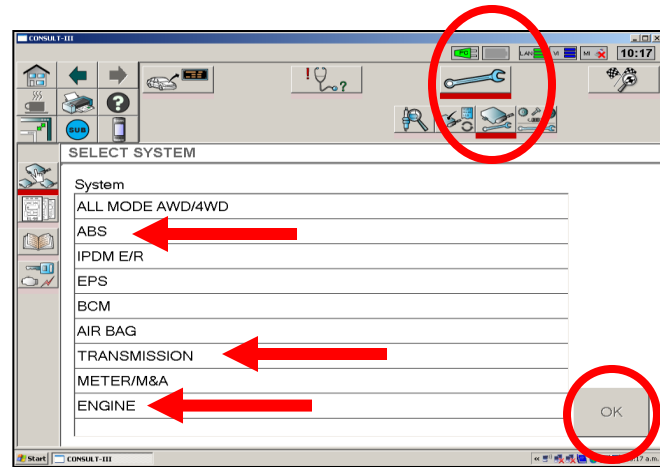 CONSULT-III
LAN VI MI
10:17
SUB
SELECT SYSTEM
System
ALL MODE AWD/4WD
ABS
IPDM E/R
EPS
BCM
AIR BAG
TRANSMISSION
METER/M&A
ENGINE
OK
Start CONSULT-III
17 a.m.